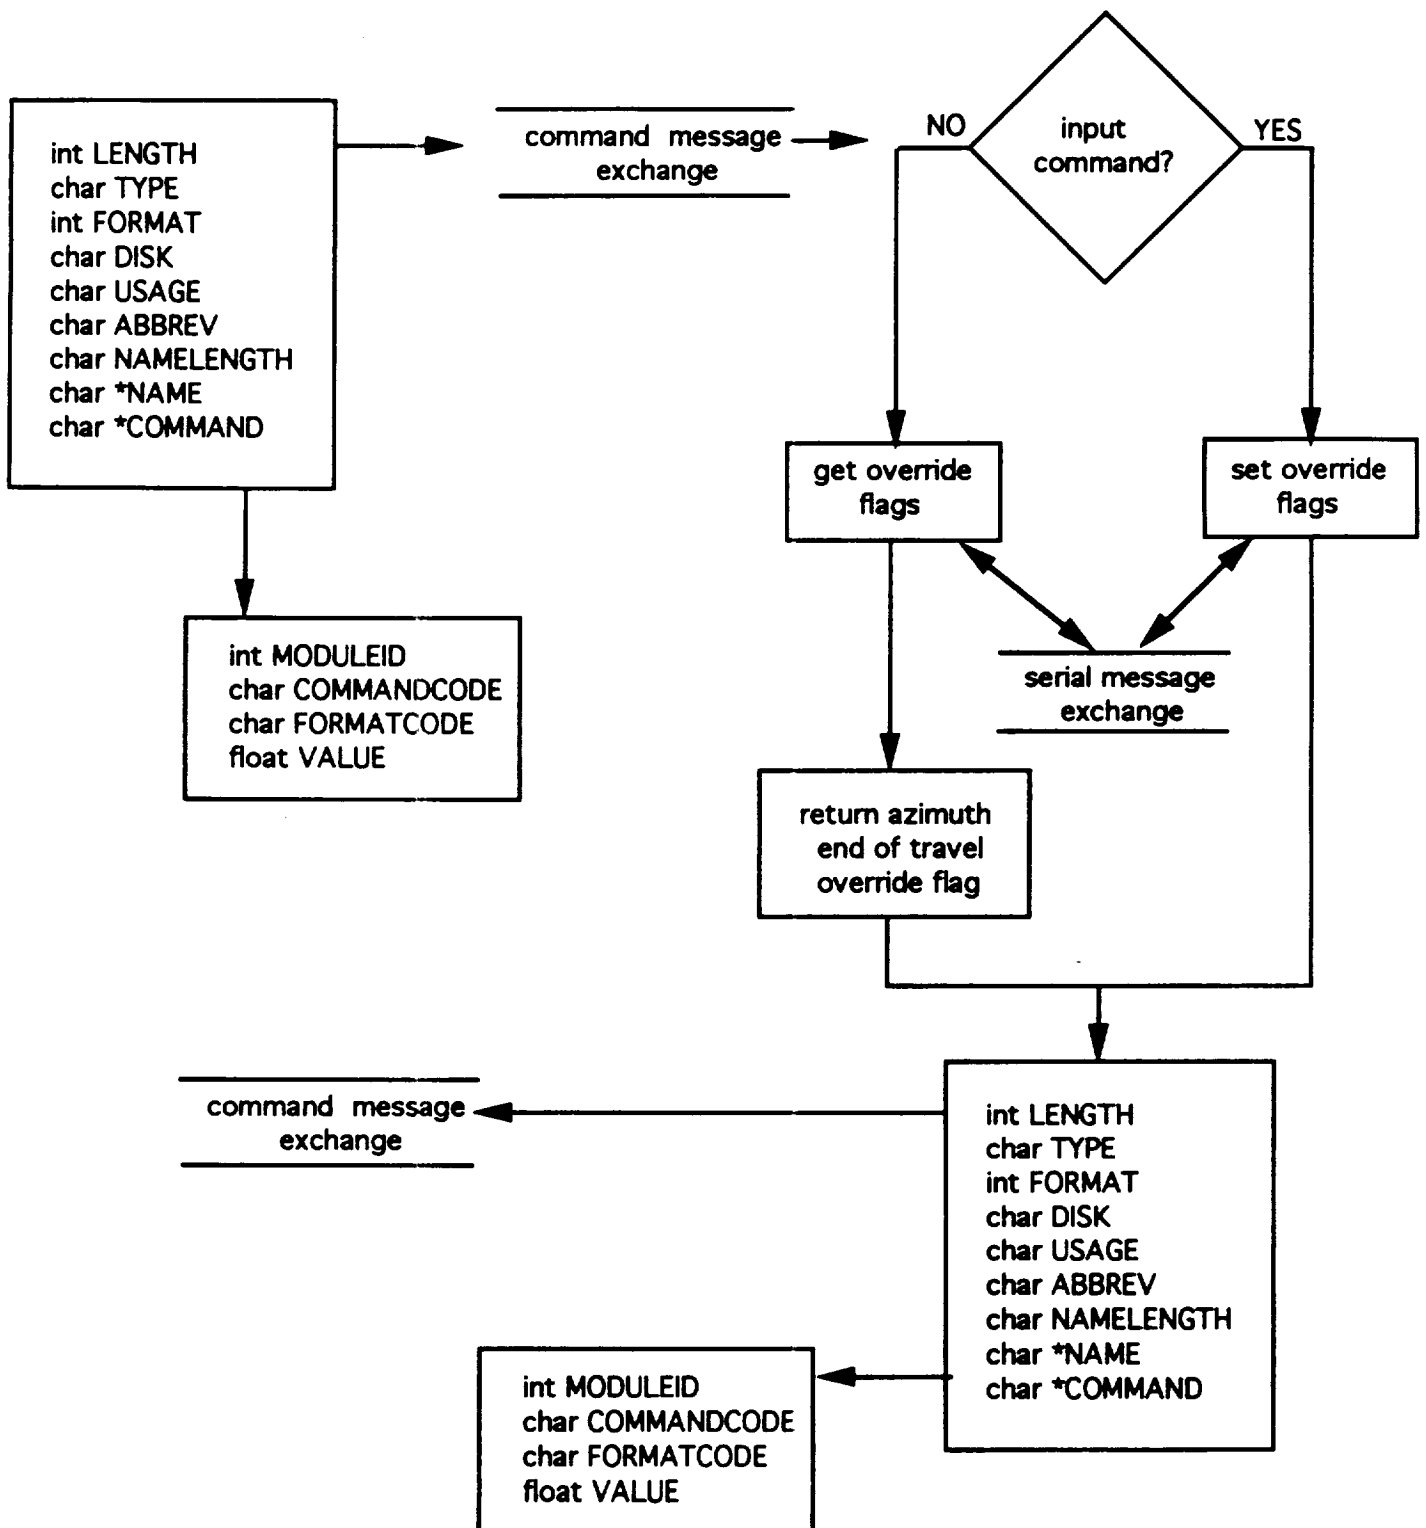 int LENGTH
char TYPE
int FORMAT
char DISK
char USAGE
char ABBREV
char NAMELENGTH
char *NAME
char *COMMAND
command message
exchange
NO
input
command?
YES
get override
flags
set override
flags
int MODULEID
char COMMANDCODE
char FORMATCODE
float VALUE
serial message
exchange
return azimuth
end of travel
override flag
command message
exchange
int LENGTH
char TYPE
int FORMAT
char DISK
char USAGE
char ABBREV
char NAMELENGTH
char *NAME
char *COMMAND
int MODULEID
char COMMANDCODE
char FORMATCODE
float VALUE